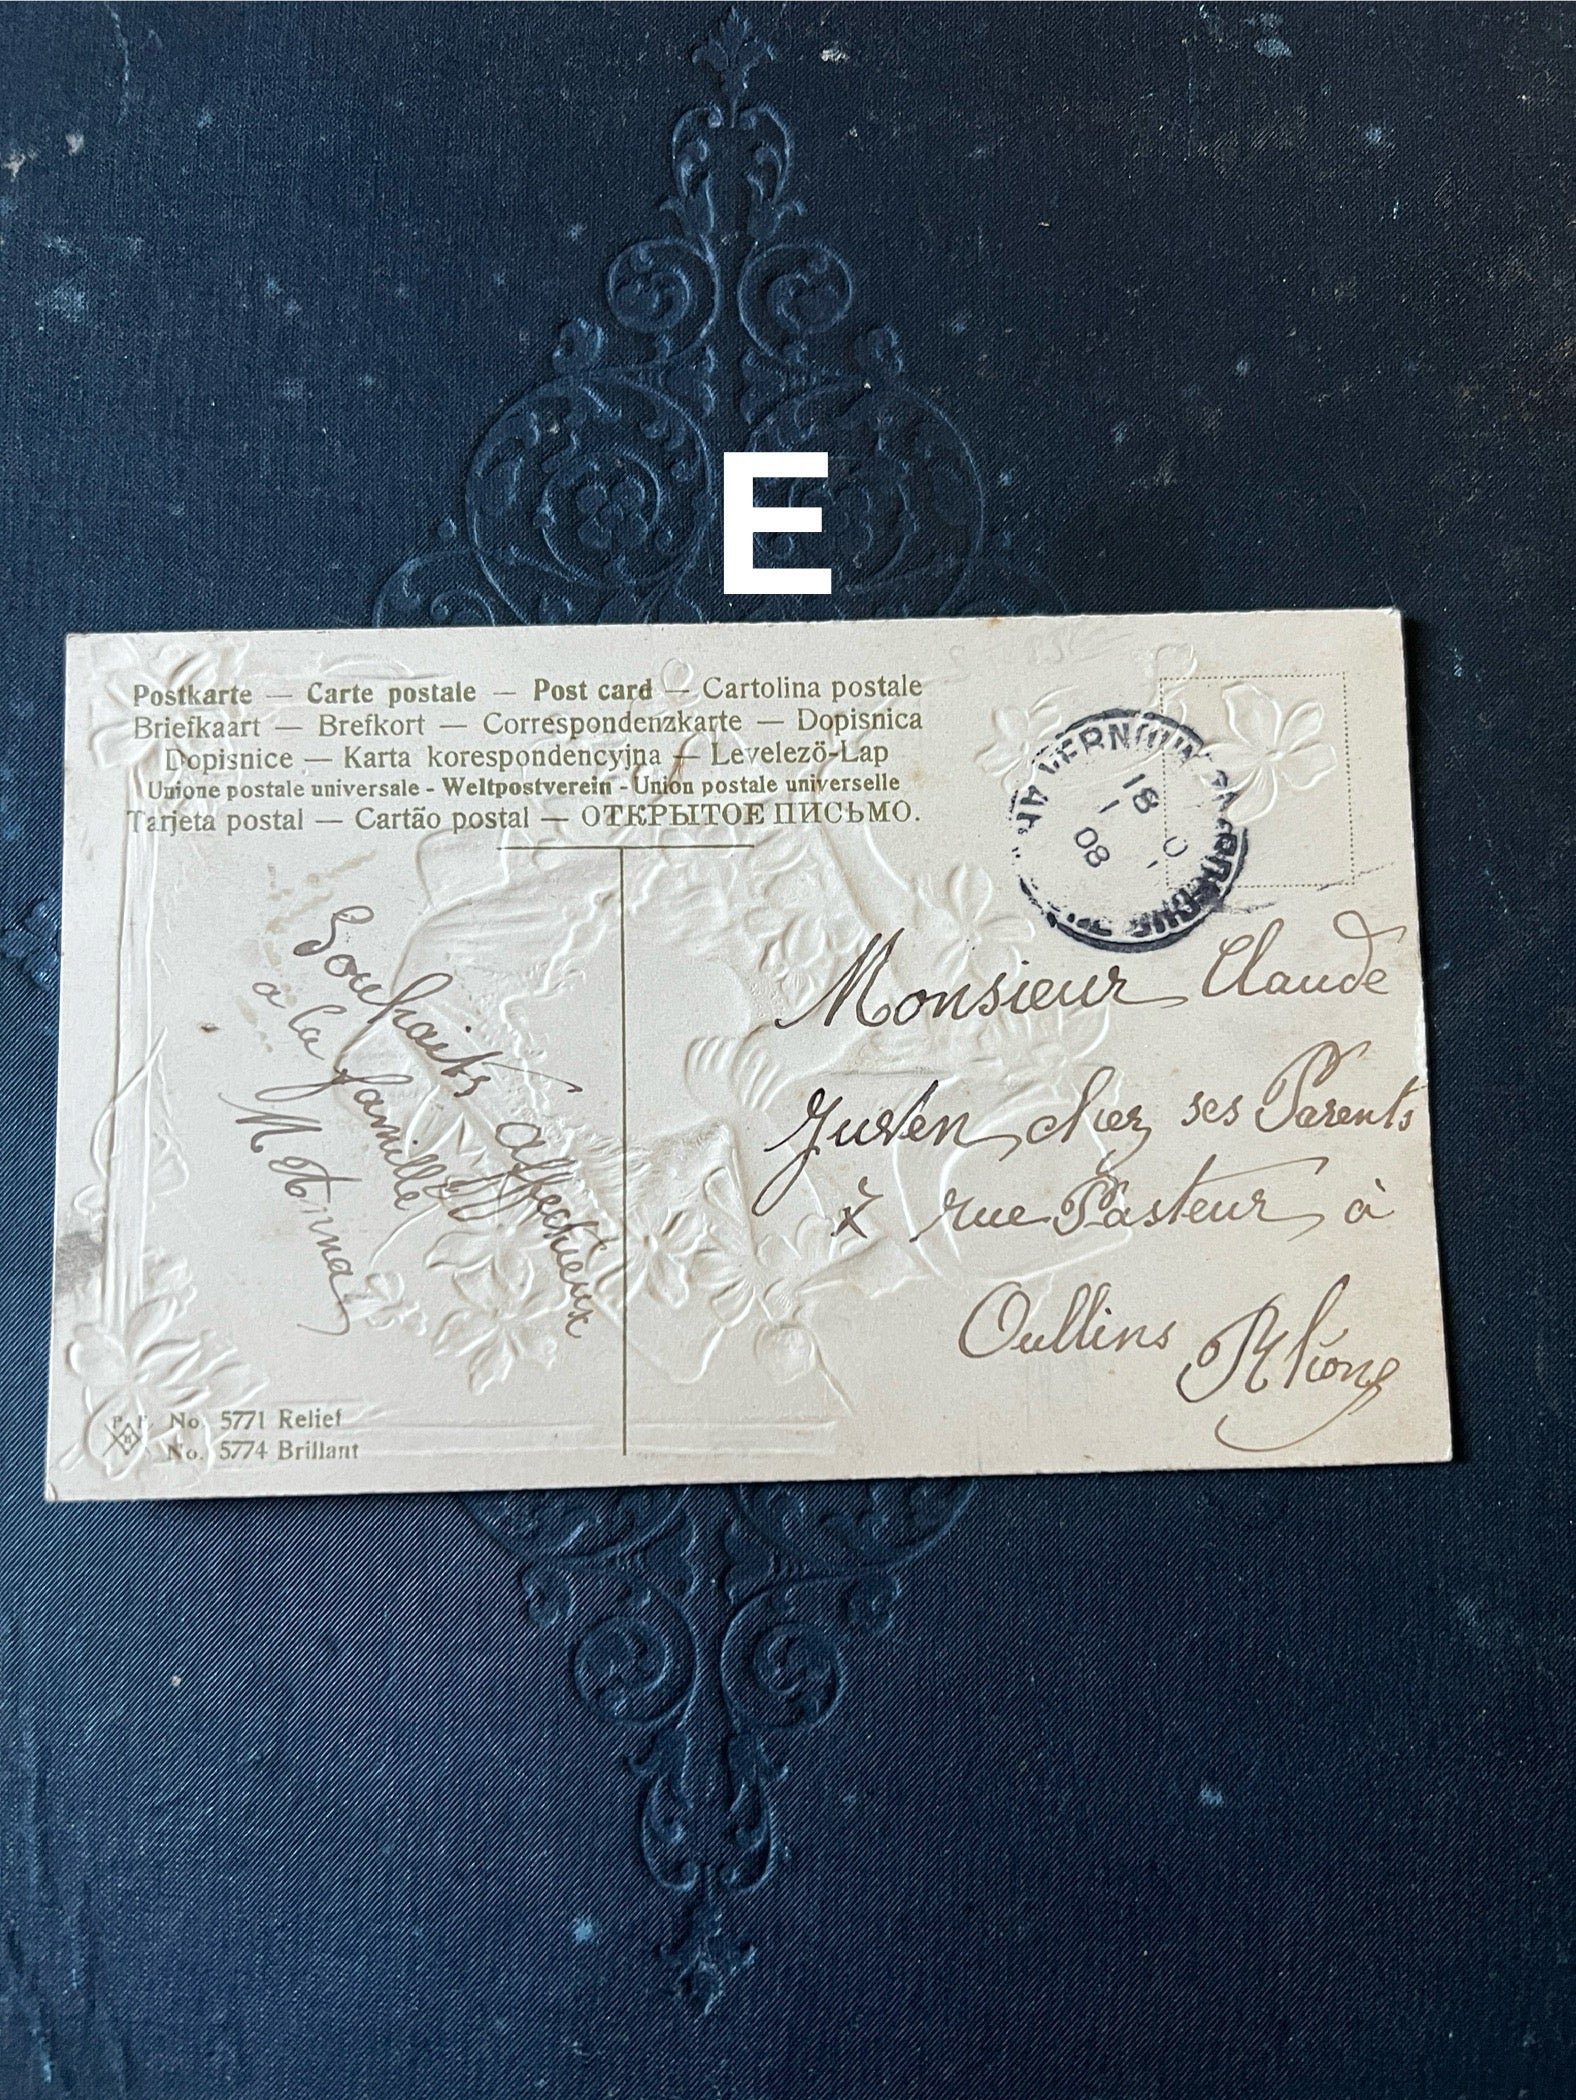 E
Postkarte — Carte postale — Post card — Cartolina postale
Briefkaart — Brefkort — Correspondenzkarte — Dopisnica
Dopisnice — Karta korespondencyjna — Levelezö-Lap
Unione postale universale - Weltpostverein - Union postale universelle
Tarjeta postal — Cartão postal — ОТКРЫТОЕ ПИСЬМО.
18
1
08
Souhaits affectueux
à la famille
M
Monsieur Claude
chez ses Parents
rue Pasteur à
Oullins Rhône
No. 5771 Relief
No. 5774 Brillant